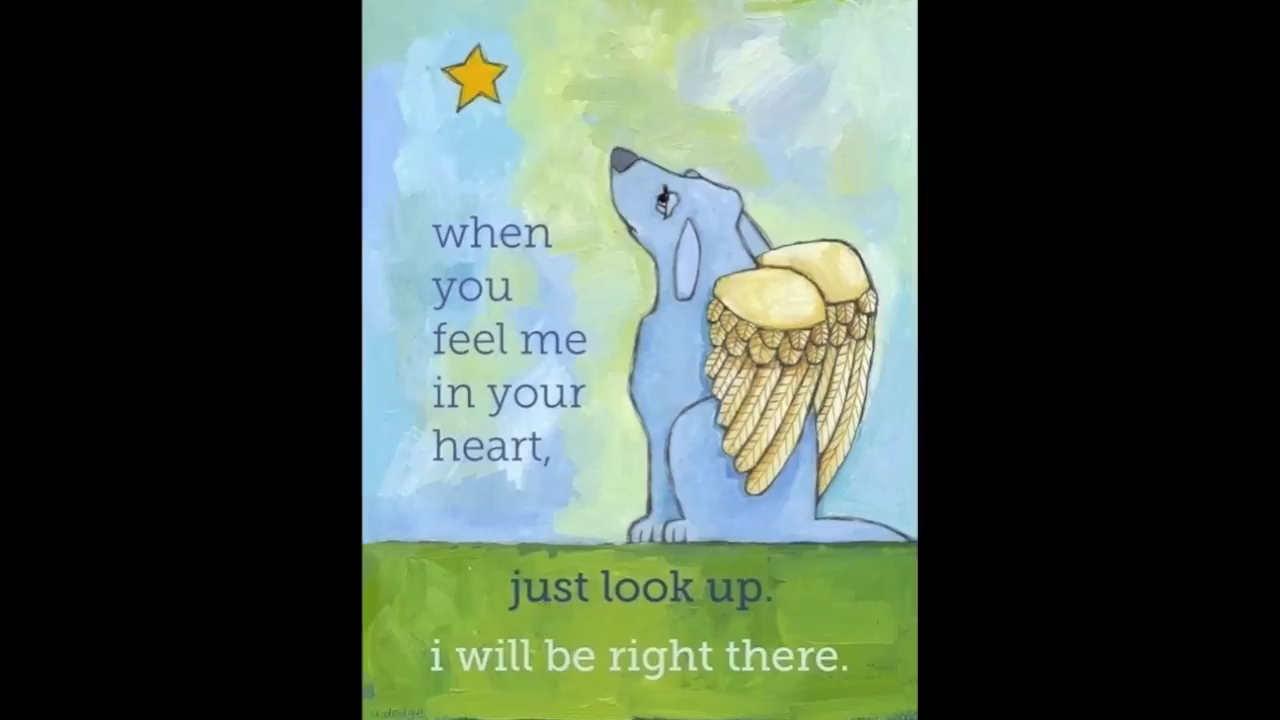 when
you
feel me
in your
heart,
just look up.
i will be right there.